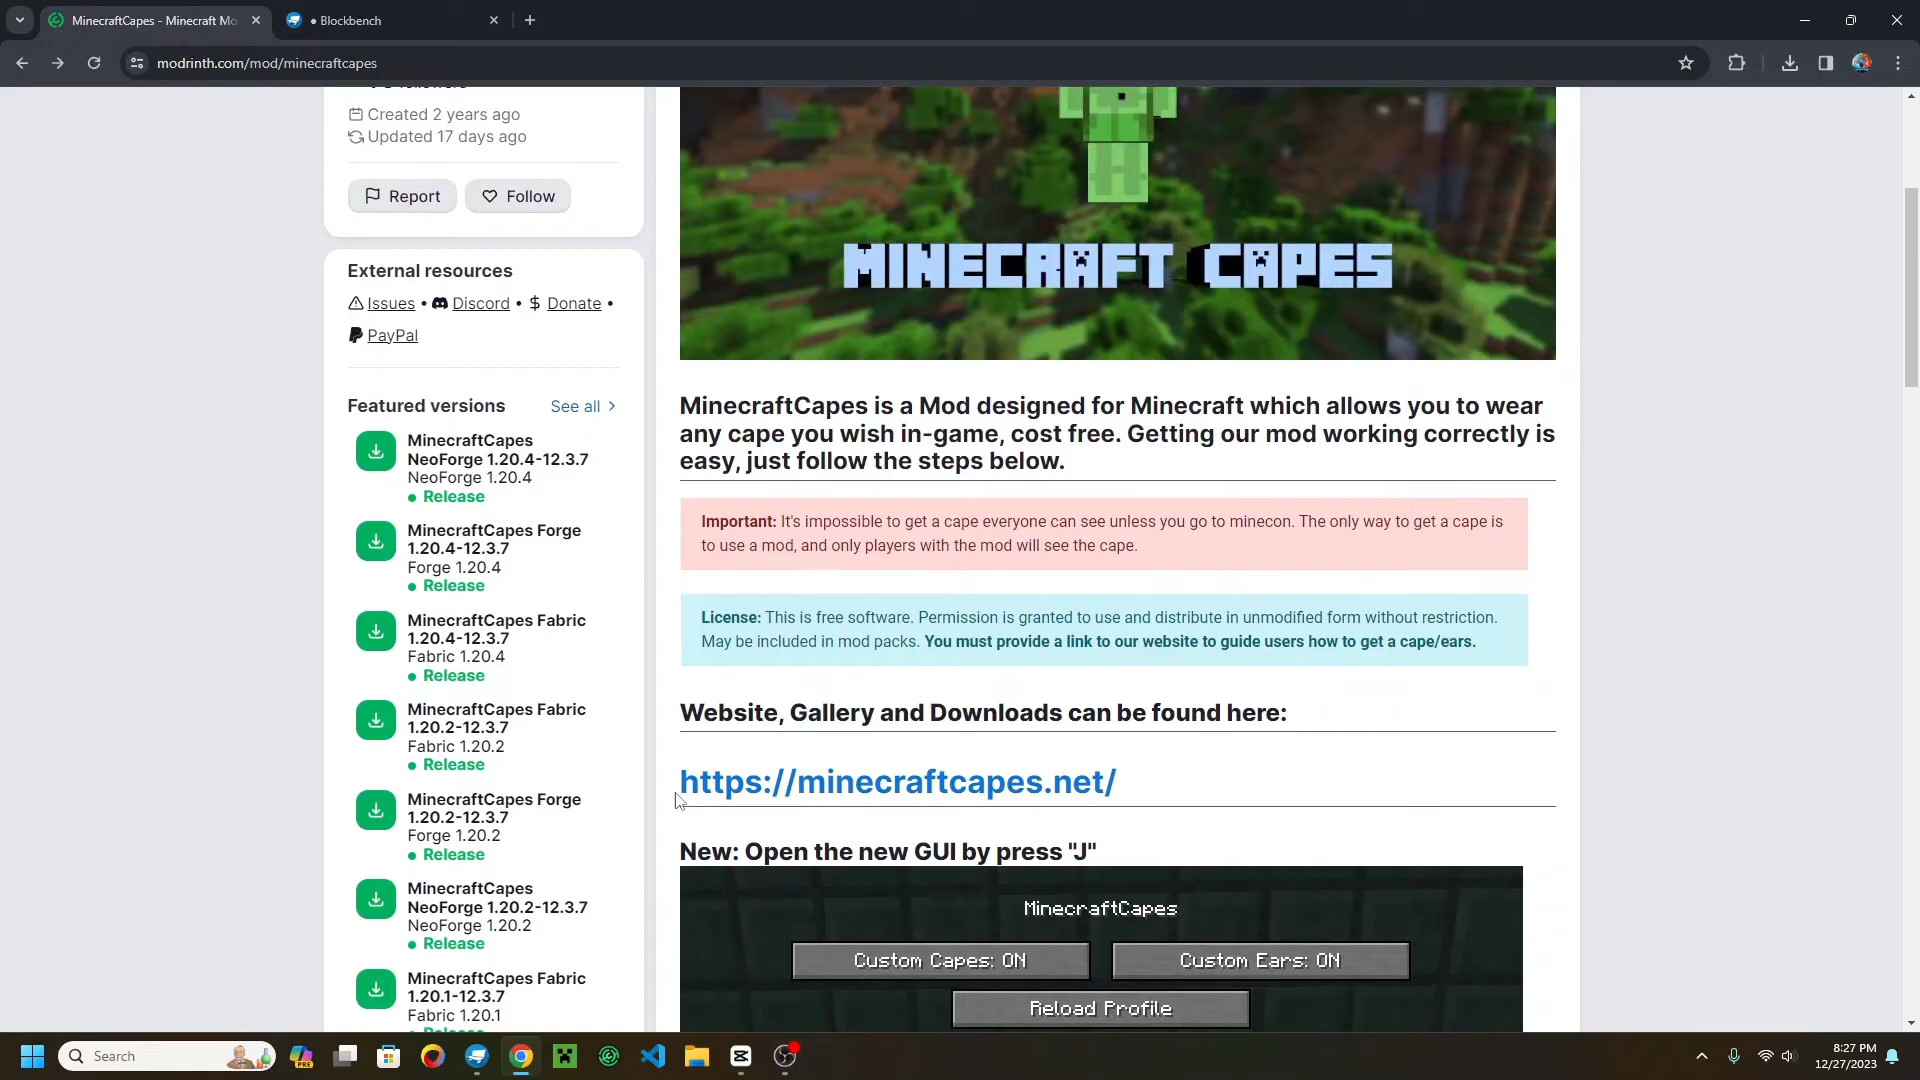 MinecraftCapes - Minecraft Mo
• Blockbench
modrinth.com/mod/minecraftcapes
Created 2 years ago
Updated 17 days ago
Report
Follow
External resources
Issues • Discord • $ Donate •
PayPal
Featured versions
See all
MinecraftCapes
NeoForge 1.20.4-12.3.7
NeoForge 1.20.4
• Release
MinecraftCapes Forge
1.20.4-12.3.7
Forge 1.20.4
• Release
MinecraftCapes Fabric
1.20.4-12.3.7
Fabric 1.20.4
• Release
MinecraftCapes Fabric
1.20.2-12.3.7
Fabric 1.20.2
• Release
MinecraftCapes Forge
1.20.2-12.3.7
Forge 1.20.2
• Release
MinecraftCapes
NeoForge 1.20.2-12.3.7
NeoForge 1.20.2
• Release
MinecraftCapes Fabric
1.20.1-12.3.7
Fabric 1.20.1
MINECRAFT CAPES
MinecraftCapes is a Mod designed for Minecraft which allows you to wear
any cape you wish in-game, cost free. Getting our mod working correctly is
easy, just follow the steps below.
Important: It's impossible to get a cape everyone can see unless you go to minecon. The only way to get a cape is
to use a mod, and only players with the mod will see the cape.
License: This is free software. Permission is granted to use and distribute in unmodified form without restriction.
May be included in mod packs. You must provide a link to our website to guide users how to get a cape/ears.
Website, Gallery and Downloads can be found here:
https://minecraftcapes.net/
New: Open the new GUI by press "J"
MinecraftCapes
Custom Capes: ON
Custom Ears: ON
Reload Profile
Search
PRE
8:27 PM
12/27/2023